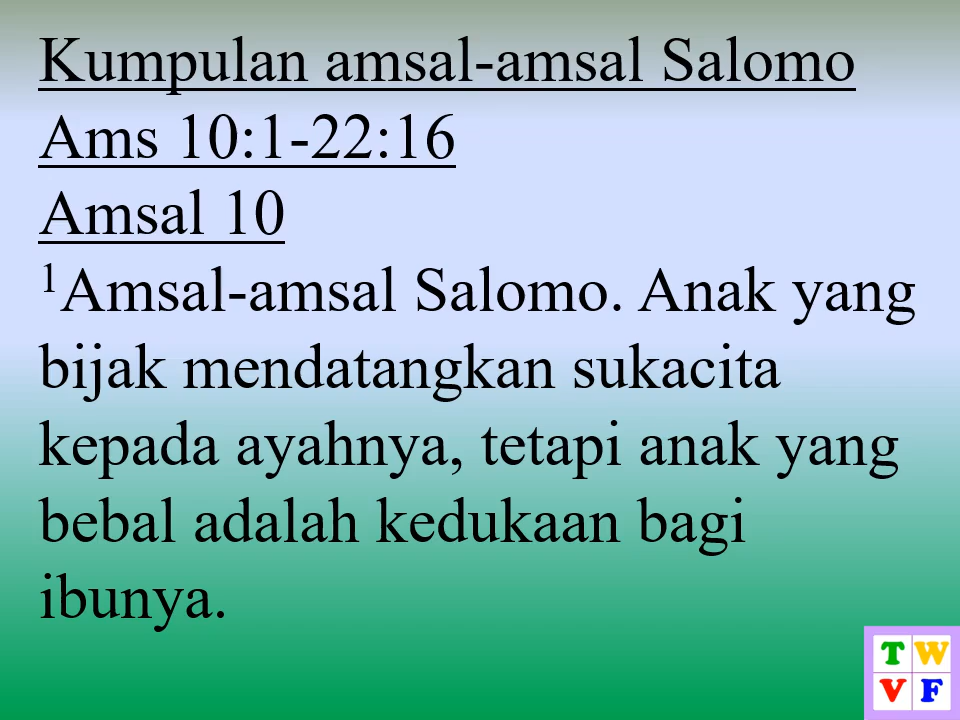 Kumpulan amsal-amsal Salomo
Ams 10:1-22:16
Amsal 10
¹Amsal-amsal Salomo. Anak yang
bijak mendatangkan sukacita
kepada ayahnya, tetapi anak yang
bebal adalah kedukaan bagi
ibunya.
T W
V F